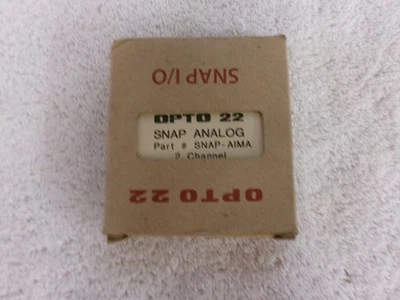 SNAP I/O
OPTO 22
SNAP ANALOG
Part # SNAP-AIMA
2 Channel
OPTO 22